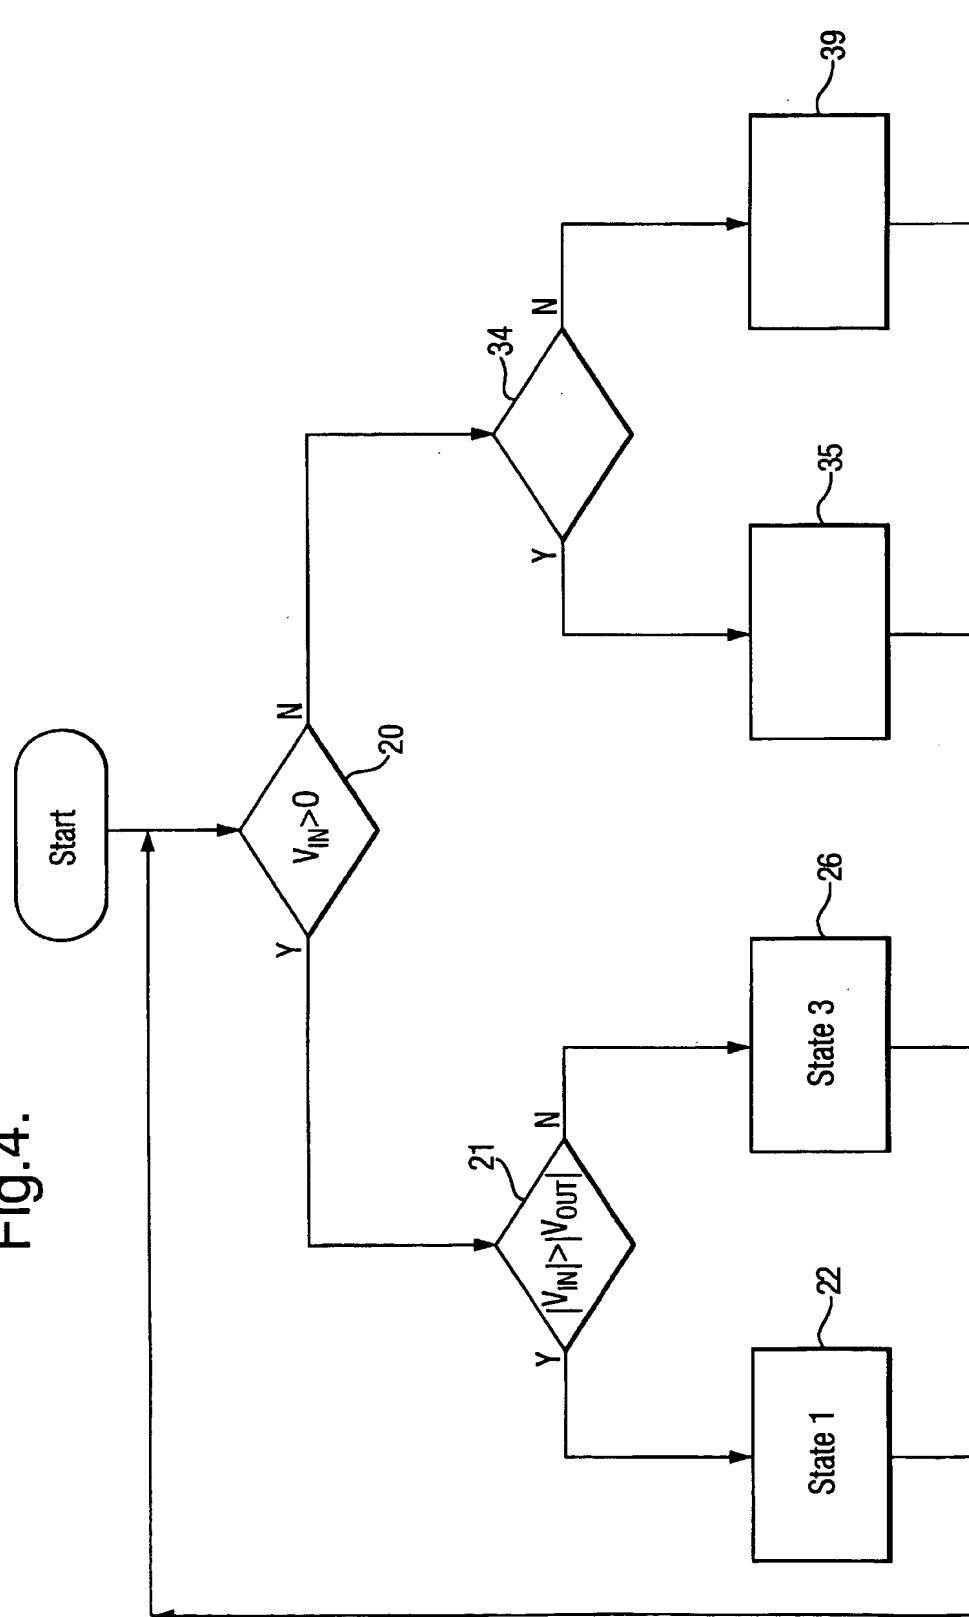 Fig.4.
Start
V_IN>0
20
Y
N
21
|V_IN|>|V_OUT|
Y
N
34
Y
N
State 1
22
State 3
26
35
39